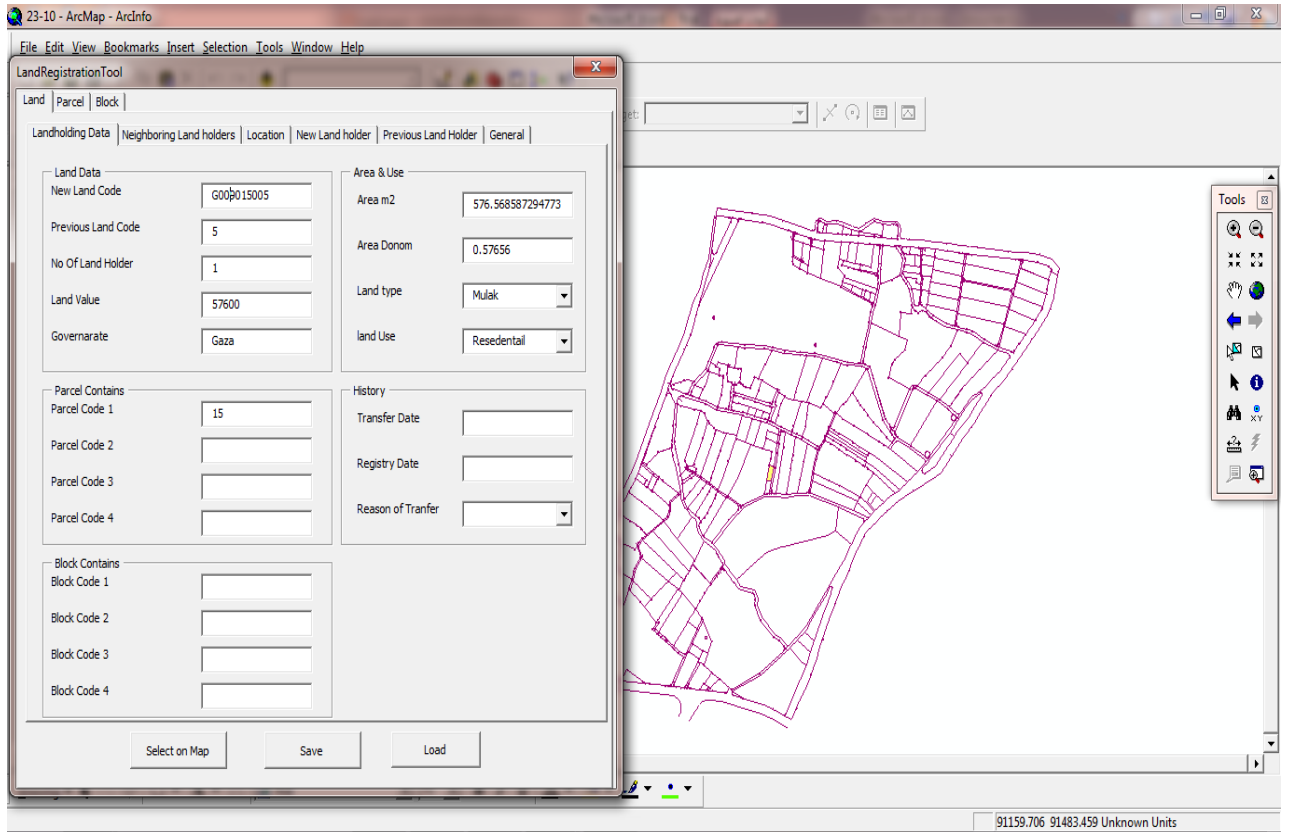 23-10 - ArcMap - ArcInfo
File Edit View Bookmarks Insert Selection Tools Window Help
LandRegistrationTool
Land Parcel Block
Landholding Data Neighboring Land holders Location New Land holder Previous Land Holder General
Land Data
New Land Code
Previous Land Code 5
No Of Land Holder 1
Land Value 57600
Governarate Gaza
Area & Use
Area m2 576.568587294773
Area Donom 0.57656
Land type Mulak
land Use Resedentail
Parcel Contains
Parcel Code 1 15
Parcel Code 2
Parcel Code 3
Parcel Code 4
History
Transfer Date
Registry Date
Reason of Tranfer
Block Contains
Block Code 1
Block Code 2
Block Code 3
Block Code 4
Select on Map Save Load
Tools
XY
91159.706 91483.459 Unknown Units